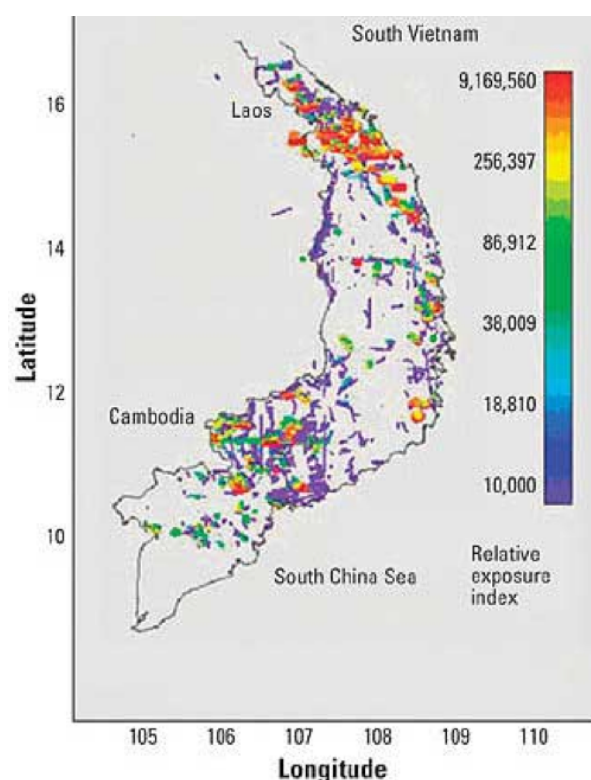 South Vietnam
9,169,560
16
Laos
256,397
14
86,912
Latitude
38,009
12
18,810
Cambodia
10,000
10
Relative
exposure
index
South China Sea
105 106 107 108 109 110
Longitude